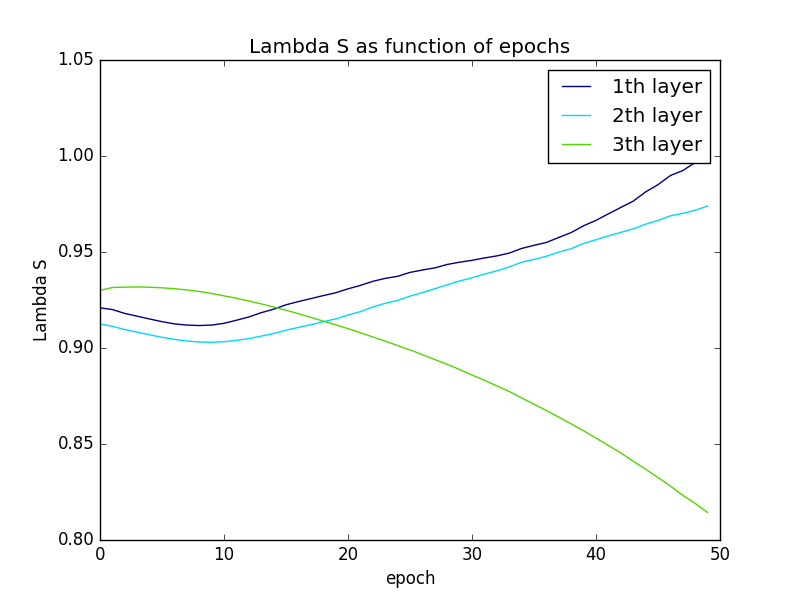 Lambda S as function of epochs
1.05
1.00
0.95
0.90
0.85
0.80
Lambda S
1th layer
2th layer
3th layer
0 10 20 30 40 50
epoch